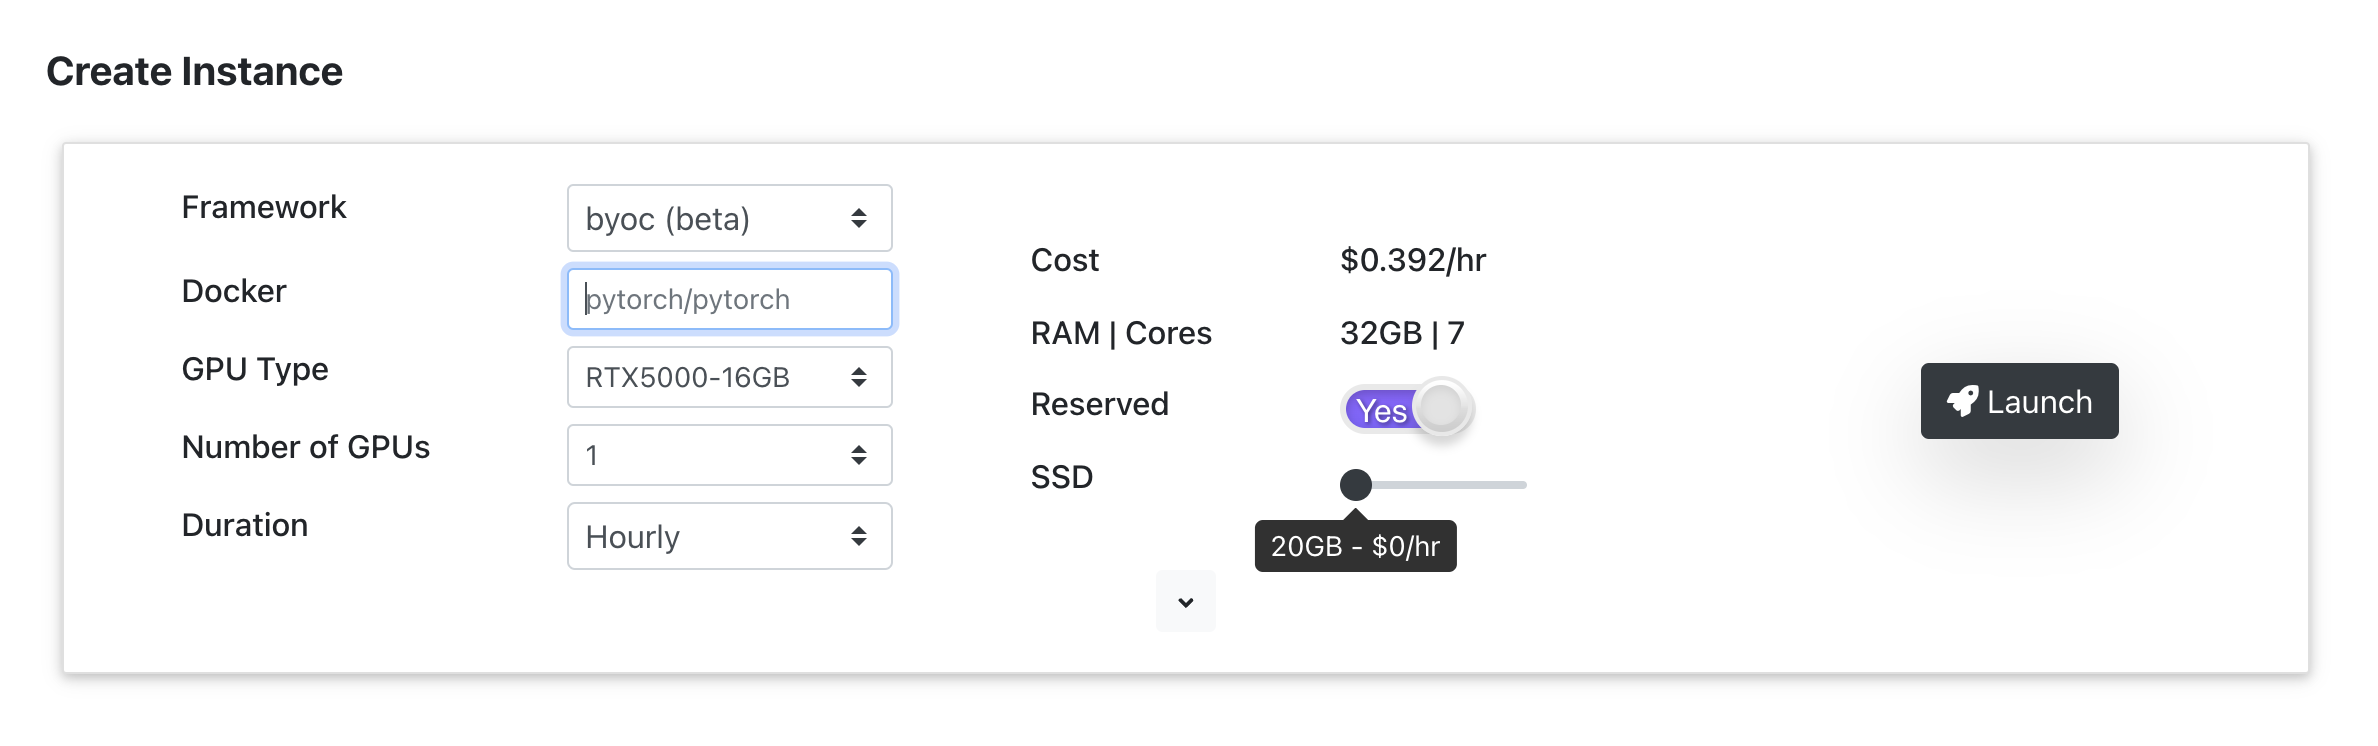 Create Instance
Framework
byoc (beta)
Docker
pytorch/pytorch
GPU Type
RTX5000-16GB
Number of GPUs
1
Duration
Hourly
Cost
$0.392/hr
RAM | Cores
32GB | 7
Reserved
Yes
SSD
20GB - $0/hr
Launch